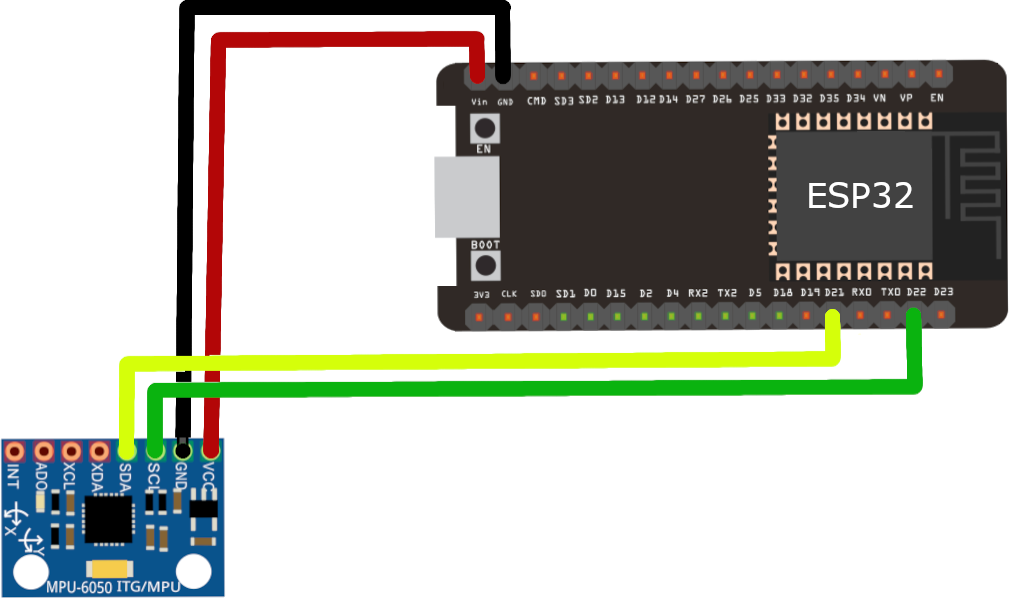 Vin GND CMD SD3 SD2 D13 D12 D14 D27 D26 D25 D33 D32 D35 D34 VN VP EN
EN
ESP32
BOOT
3V3 CLK SD0 SD1 D0 D15 D2 D4 RX2 TX2 D5 D18 D19 D21 RX0 TX0 D22 D23
INT ADO XCL XDA SDA SCL GND VCC
X
Y
MPU-6050 ITG/MPU